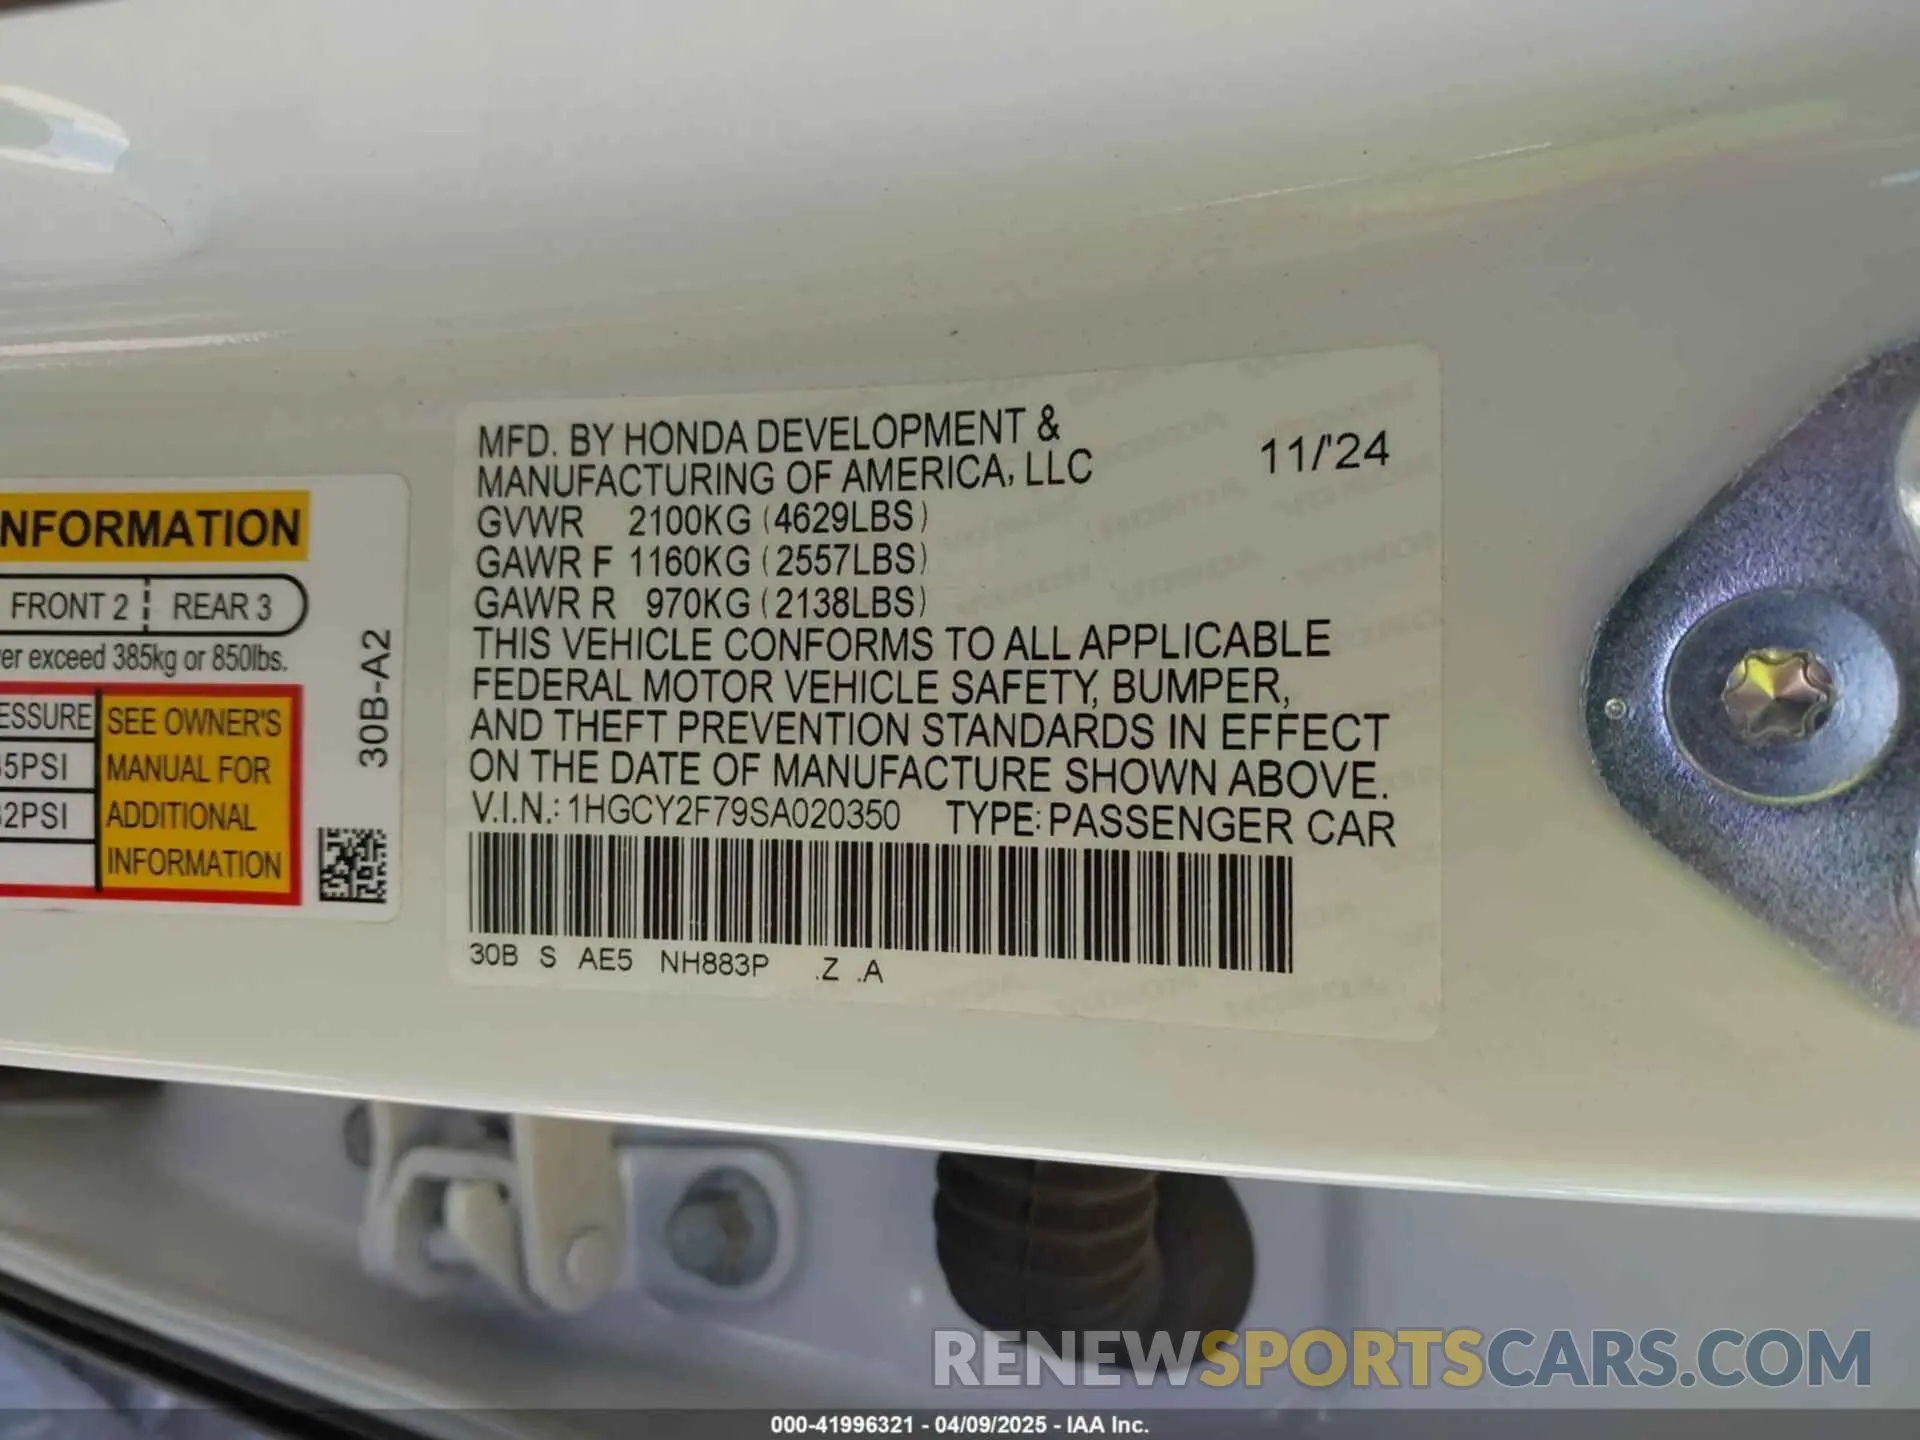 NFORMATION
FRONT 2 REAR 3
er exceed 385kg or 850lbs.
ESSURE SEE OWNER'S
5PSI MANUAL FOR
2PSI ADDITIONAL
INFORMATION
30B-A2
MFD. BY HONDA DEVELOPMENT &
MANUFACTURING OF AMERICA, LLC 11/'24
GVWR 2100KG (4629LBS)
GAWR F 1160KG (2557LBS)
GAWR R 970KG (2138LBS)
THIS VEHICLE CONFORMS TO ALL APPLICABLE
FEDERAL MOTOR VEHICLE SAFETY, BUMPER,
AND THEFT PREVENTION STANDARDS IN EFFECT
ON THE DATE OF MANUFACTURE SHOWN ABOVE.
V.I.N.: 1HGCY2F79SA020350 TYPE: PASSENGER CAR
30B S AE5 NH883P .Z .A
RENEWSPORTSCARS.COM
000-41996321 - 04/09/2025 - IAA Inc.